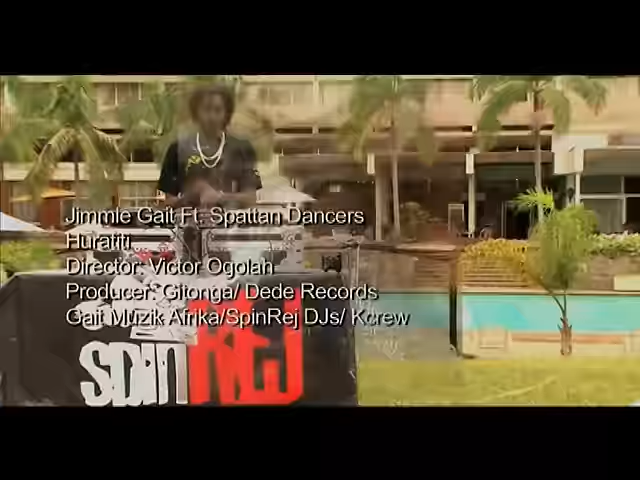 Jimmie Gait Ft. Spattan Dancers
Huratiti
Director: Victor Ogolah
Producer: Gitonga/ Dede Records
Gait Muzik Afrika/SpinRej DJs/ Kcrew
SPINREJ